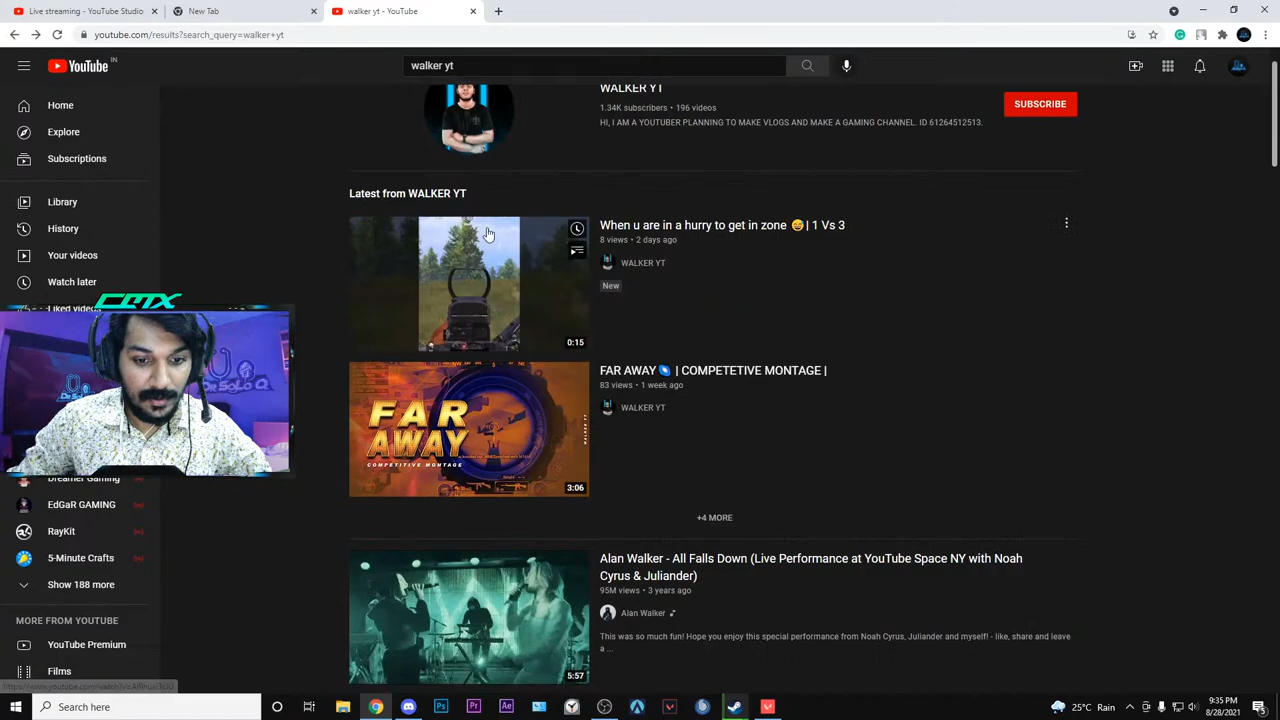 Live streaming - YouTube Studio
New Tab
walker yt - YouTube
youtube.com/results?search_query=walker+yt
YouTube IN
walker yt
Home
Explore
Subscriptions
Library
History
Your videos
Watch later
Liked videos
CMX
DR SOLO Q
EdGaR GAMING
RayKit
5-Minute Crafts
Show 188 more
MORE FROM YOUTUBE
YouTube Premium
Films
WALKER YT
1.34K subscribers • 196 videos
HI, I AM A YOUTUBER PLANNING TO MAKE VLOGS AND MAKE A GAMING CHANNEL. ID 61264512513.
SUBSCRIBE
Latest from WALKER YT
When u are in a hurry to get in zone 😅| 1 Vs 3
8 views • 2 days ago
WALKER YT
New
0:15
FAR AWAY | COMPETETIVE MONTAGE |
83 views • 1 week ago
WALKER YT
FAR
AWAY
COMPETITIVE MONTAGE
WALKER YT
3:06
+4 MORE
Alan Walker - All Falls Down (Live Performance at YouTube Space NY with Noah
Cyrus & Juliander)
95M views • 3 years ago
Alan Walker
This was so much fun! Hope you enjoy this special performance from Noah Cyrus, Juliander and myself! - like, share and leave
a ...
5:57
Search here
25°C Rain
9:35 PM
8/28/2021